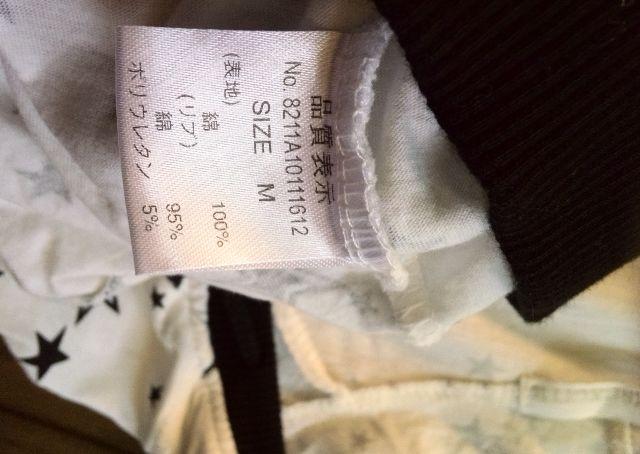 品質表示
No. 8211A10111612
SIZE M
(表地)
綿 100%
(リブ)
綿 95%
ポリウレタン 5%